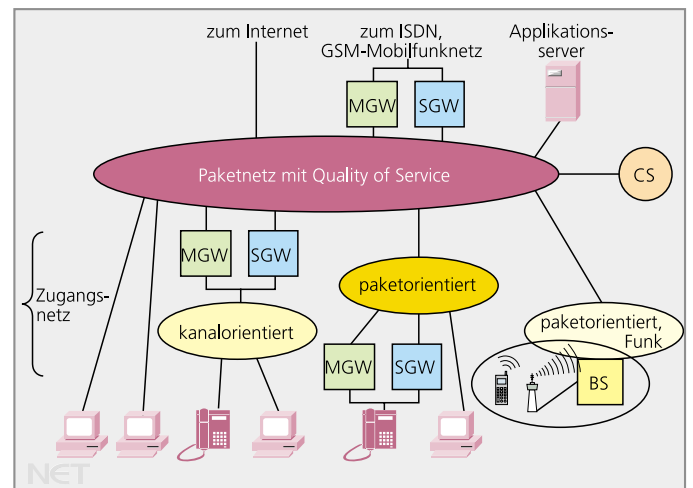 zum Internet
zum ISDN,
GSM-Mobilfunknetz
Applikations-
server
MGW
SGW
Paketnetz mit Quality of Service
CS
Zugangs-
netz
MGW
SGW
kanalorientiert
paketorientiert
MGW
SGW
paketorientiert,
Funk
BS
NET